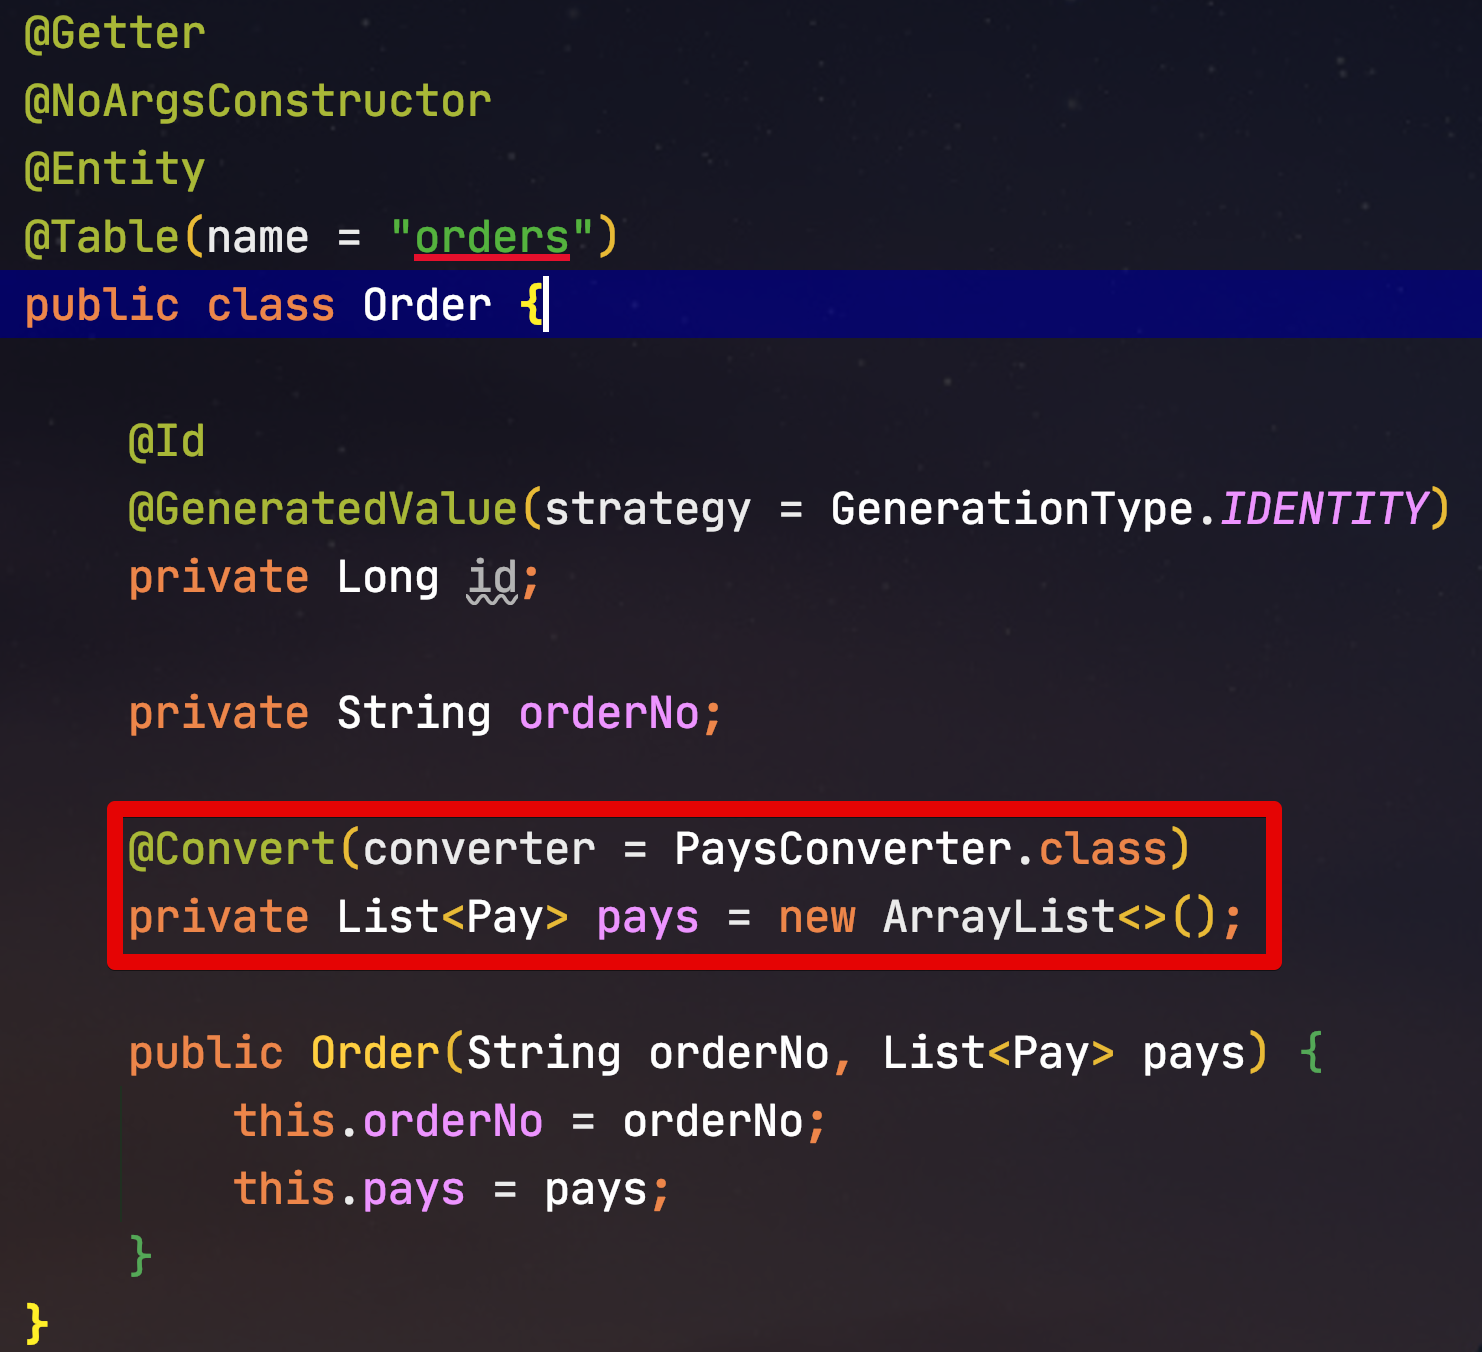 @Getter
@NoArgsConstructor
@Entity
@Table(name = "orders")
public class Order {
@Id
@GeneratedValue(strategy = GenerationType.IDENTITY)
private Long id;
private String orderNo;
@Convert(converter = PaysConverter.class)
private List<Pay> pays = new ArrayList<>();
public Order(String orderNo, List<Pay> pays) {
this.orderNo = orderNo;
this.pays = pays;
}
}